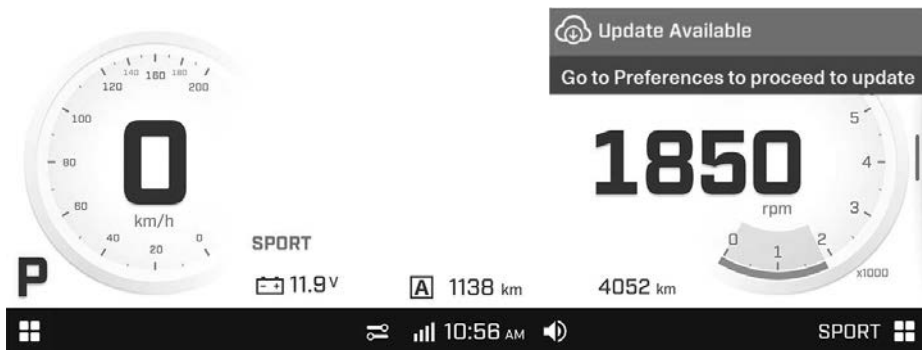 Update Available
Go to Preferences to proceed to update
0 20 40 60 80 100 120 140 160 180 200
0
km/h
1850
rpm
0 1 2 3 4 5
x1000
SPORT
P
11.9 V
A 1138 km
4052 km
10:56 AM
SPORT